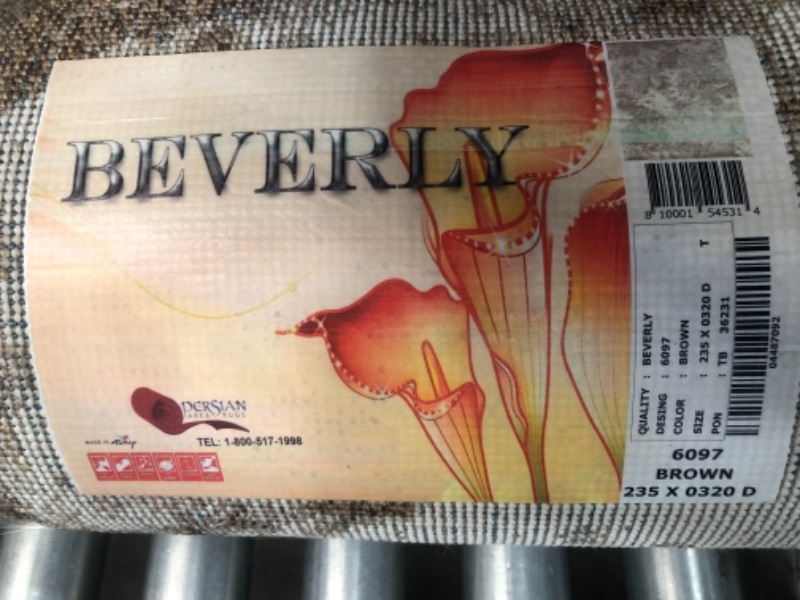 BEVERLY
8 10001 54531 4
QUALITY : BEVERLY
DESING : 6097
COLOR : BROWN
SIZE : 235 X 0320 D T
PON : TB 36231
04487092
PERSIAN
AREA RUGS
MADE IN
TEL: 1-800-517-1998
6097
BROWN
235 X 0320 D